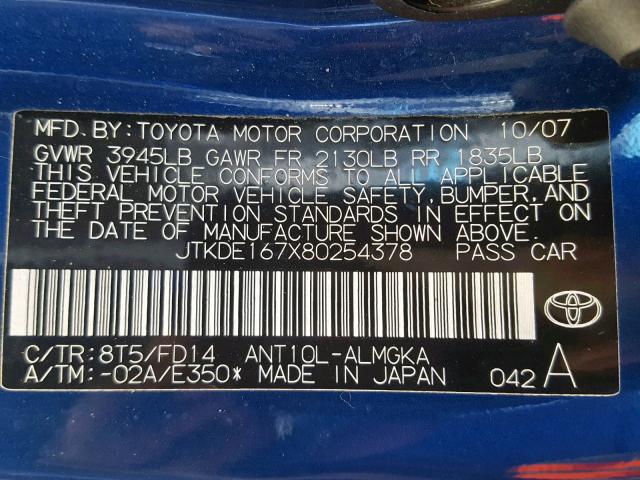 MFD. BY: TOYOTA MOTOR CORPORATION 10/07
GVWR 3945LB GAWR FR 2130LB RR 1835LB
THIS VEHICLE CONFORMS TO ALL APPLICABLE
FEDERAL MOTOR VEHICLE SAFETY, BUMPER, AND
THEFT PREVENTION STANDARDS IN EFFECT ON
THE DATE OF MANUFACTURE SHOWN ABOVE.
JTKDE167X80254378 PASS CAR
C/TR: 8T5/FD14 ANT10L-ALMGKA
A/TM: -02A/E350* MADE IN JAPAN 042 A